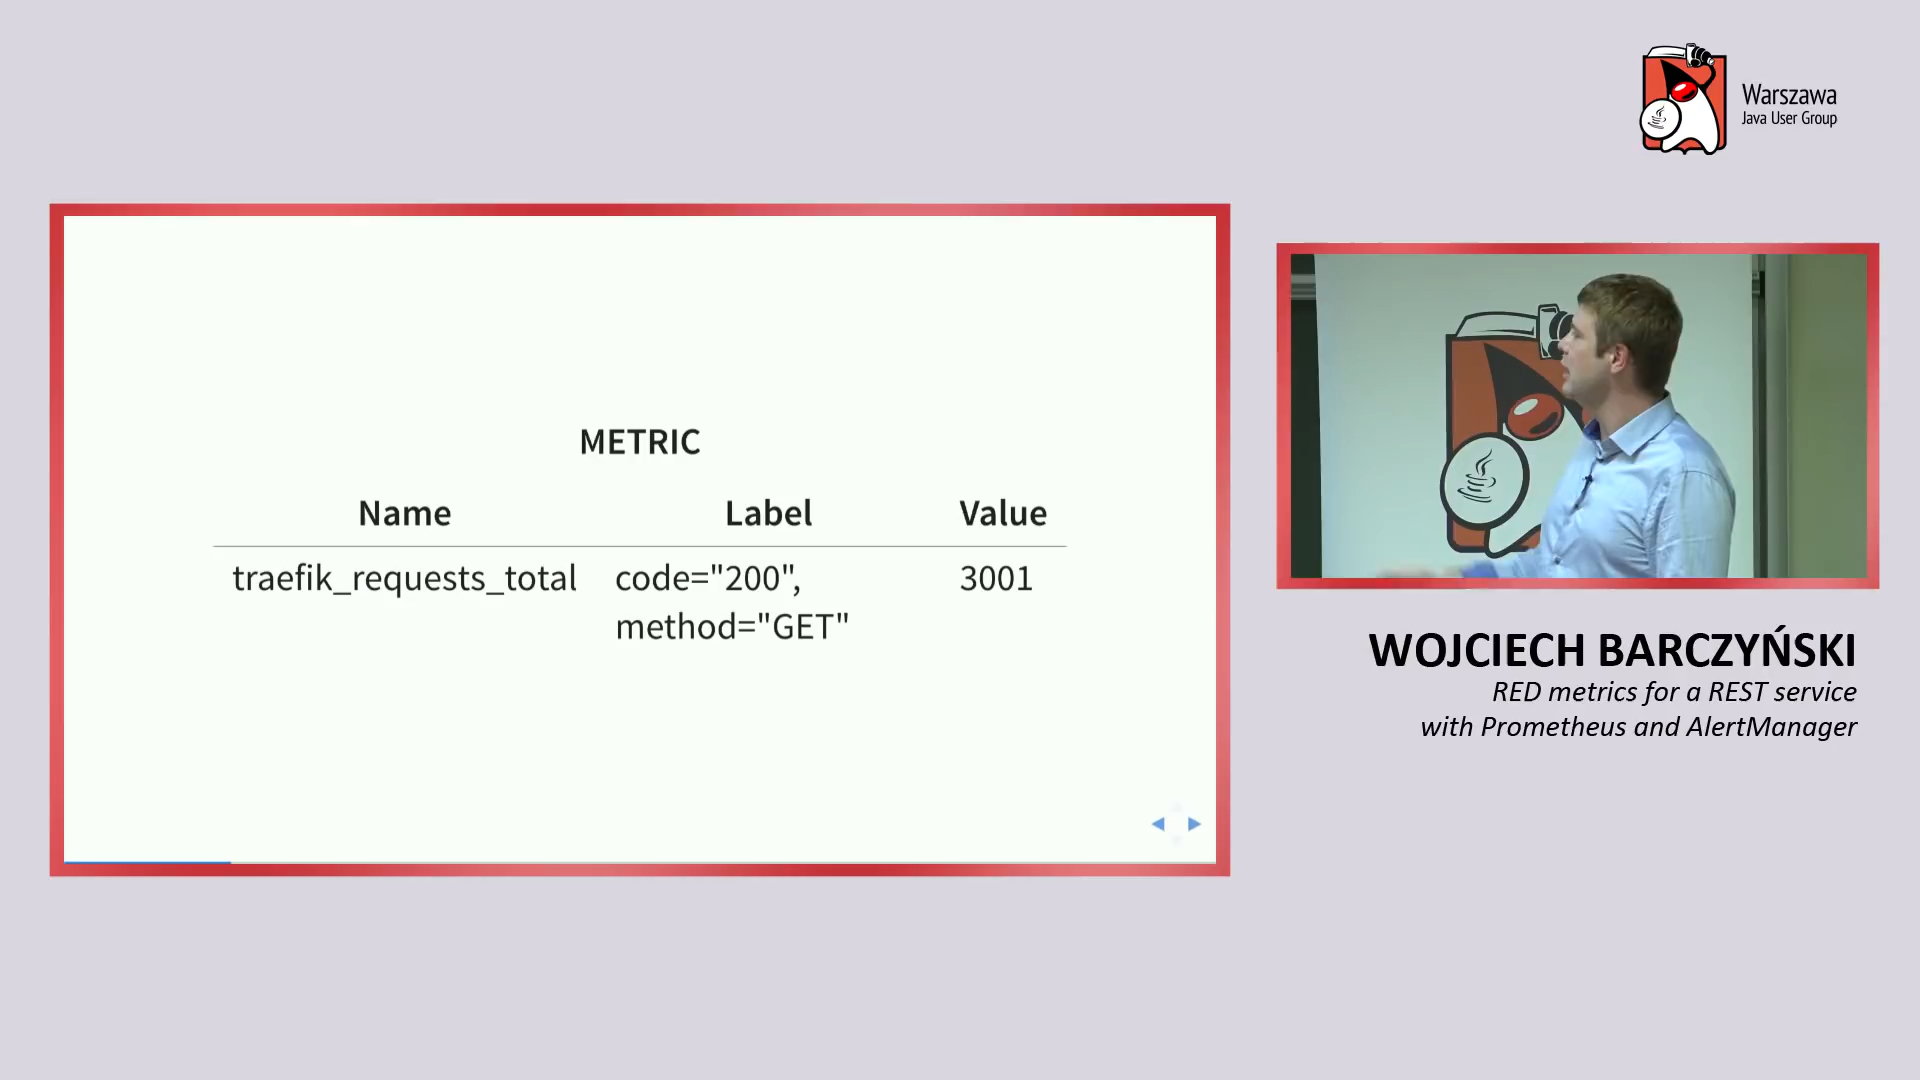 Warszawa
Java User Group
METRIC
Name Label Value
traefik_requests_total code="200", 3001
method="GET"
WOJCIECH BARCZYŃSKI
RED metrics for a REST service
with Prometheus and AlertManager